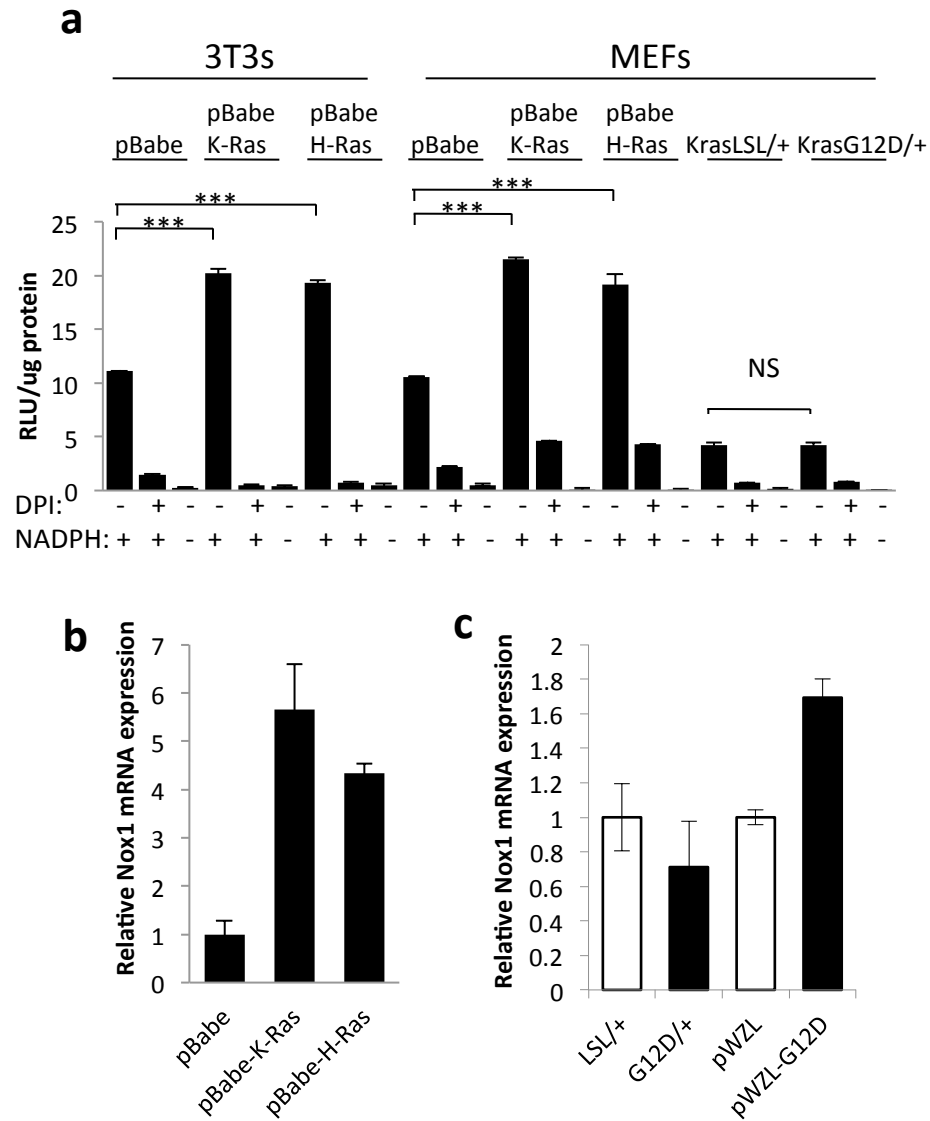 a
3T3s MEFs
pBabe pBabe K-Ras pBabe H-Ras pBabe pBabe K-Ras pBabe H-Ras KrasLSL/+ KrasG12D/+
*** *** *** ***
NS
RLU/ug protein
25
20
15
10
5
0
DPI: - + - + - + - + - + - + - + - +
NADPH: + + - + + - + + - + + - + + - + + - + + - + + -
b
Relative Nox1 mRNA expression
7
6
5
4
3
2
1
0
pBabe
pBabe-K-Ras
pBabe-H-Ras
c
Relative Nox1 mRNA expression
2
1.8
1.6
1.4
1.2
1
0.8
0.6
0.4
0.2
0
LSL/+
G12D/+
pWZL
pWZL-G12D